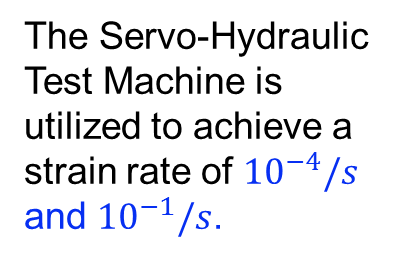 The Servo-Hydraulic
Test Machine is
utilized to achieve a
strain rate of 10⁻⁴/s
and 10⁻¹/s.